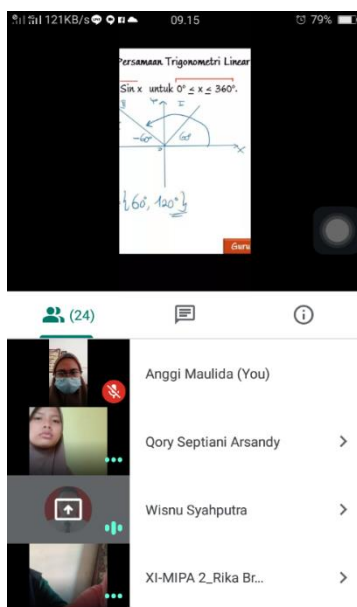 121KB/s
09.15
79%
Persamaan Trigonometri Linear
Sin x untuk 0° ≤ x ≤ 360°.
Y
I
-60°
60°
X
{60°, 120°}
Guru
(24)
Anggi Maulida (You)
Qory Septiani Arsandy
Wisnu Syahputra
XI-MIPA 2_Rika Br...